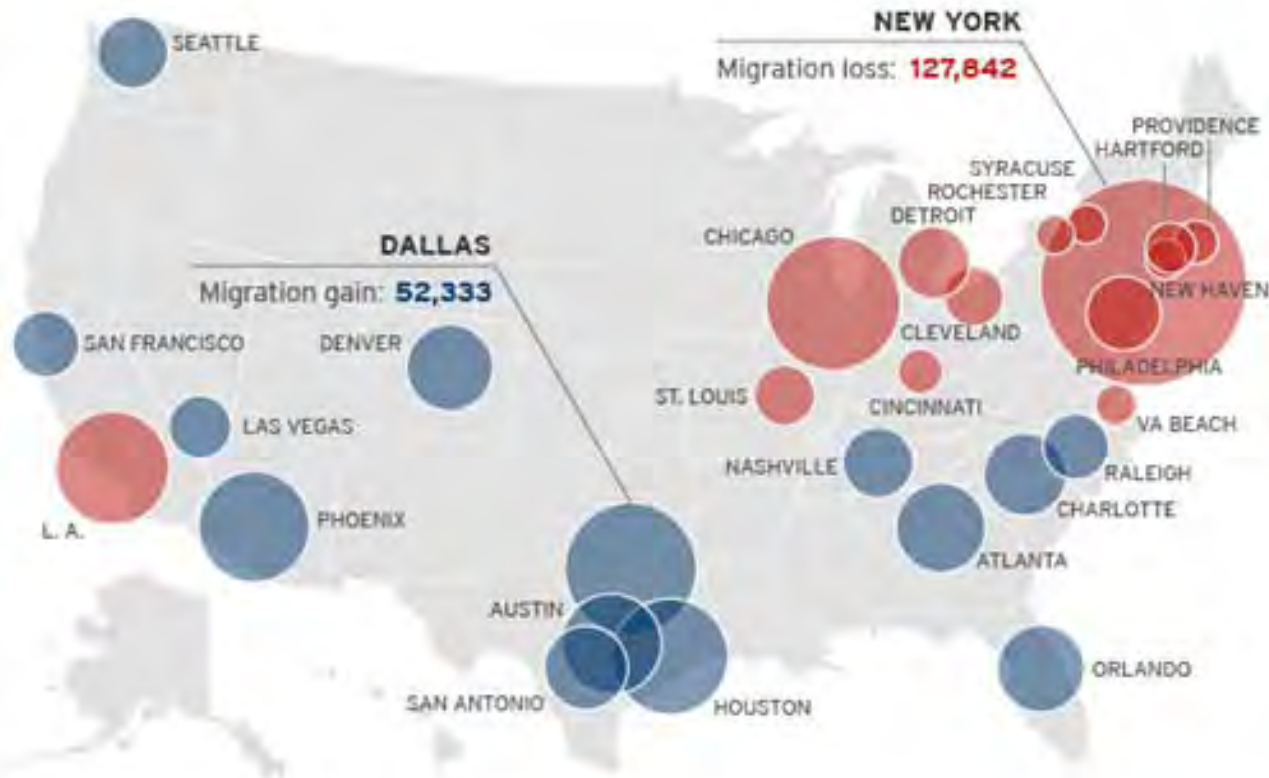 NEW YORK
Migration loss: 127,842
SEATTLE
PROVIDENCE
HARTFORD
SYRACUSE
ROCHESTER
DETROIT
CHICAGO
DALLAS
Migration gain: 52,333
NEW HAVEN
CLEVELAND
SAN FRANCISCO
DENVER
PHILADELPHIA
ST. LOUIS
CINCINNATI
VA BEACH
LAS VEGAS
NASHVILLE
RALEIGH
CHARLOTTE
PHOENIX
L. A.
ATLANTA
AUSTIN
ORLANDO
SAN ANTONIO
HOUSTON